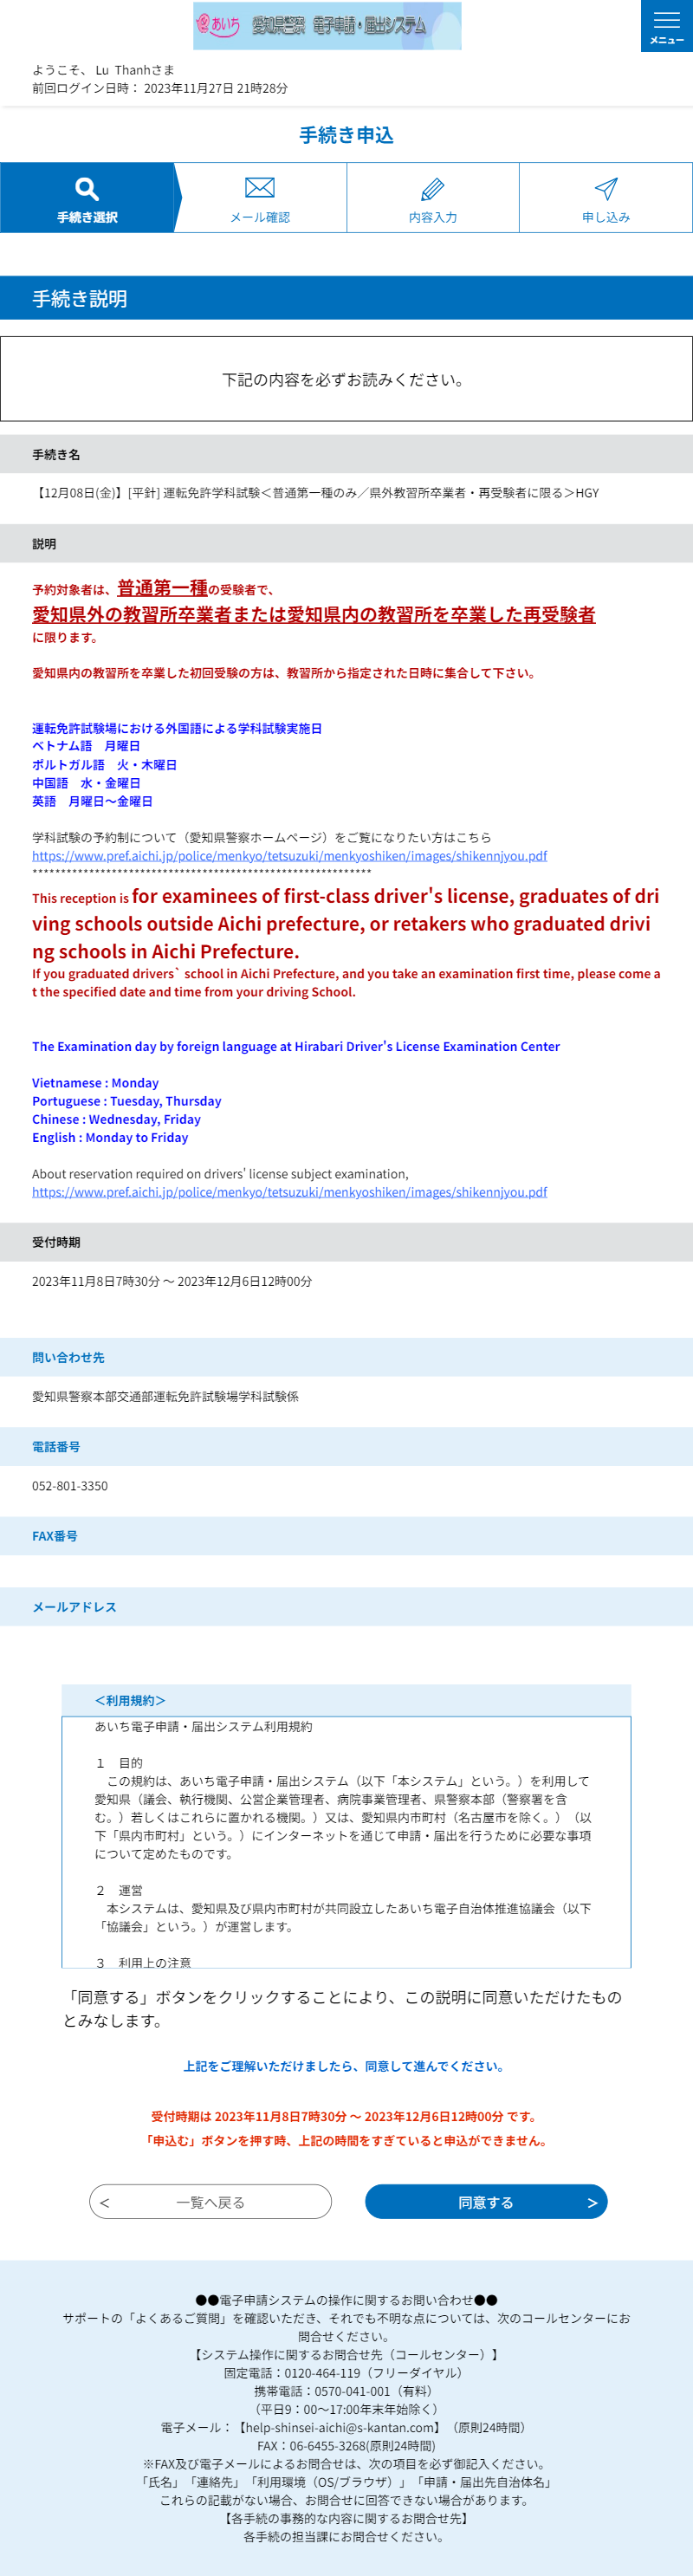 あいち 愛知県警察 電子申請・届出システム
メニュー
ようこそ、 Lu Thanhさま
前回ログイン日時： 2023年11月27日 21時28分
手続き申込
手続き選択
メール確認
内容入力
申し込み
手続き説明
下記の内容を必ずお読みください。
手続き名
【12月08日(金)】[平針] 運転免許学科試験＜普通第一種のみ／県外教習所卒業者・再受験者に限る＞HGY
説明
予約対象者は、普通第一種の受験者で、
愛知県外の教習所卒業者または愛知県内の教習所を卒業した再受験者
に限ります。
愛知県内の教習所を卒業した初回受験の方は、教習所から指定された日時に集合して下さい。
運転免許試験場における外国語による学科試験実施日
ベトナム語　月曜日
ポルトガル語　火・木曜日
中国語　水・金曜日
英語　月曜日～金曜日
学科試験の予約制について（愛知県警察ホームページ）をご覧になりたい方はこちら
https://www.pref.aichi.jp/police/menkyo/tetsuzuki/menkyoshiken/images/shikennjyou.pdf
************************************************************
This reception is for examinees of first-class driver's license, graduates of dri
ving schools outside Aichi prefecture, or retakers who graduated drivi
ng schools in Aichi Prefecture.
If you graduated drivers` school in Aichi Prefecture, and you take an examination first time, please come a
t the specified date and time from your driving School.
The Examination day by foreign language at Hirabari Driver's License Examination Center
Vietnamese : Monday
Portuguese : Tuesday, Thursday
Chinese : Wednesday, Friday
English : Monday to Friday
About reservation required on drivers' license subject examination,
https://www.pref.aichi.jp/police/menkyo/tetsuzuki/menkyoshiken/images/shikennjyou.pdf
受付時期
2023年11月8日7時30分 ～ 2023年12月6日12時00分
問い合わせ先
愛知県警察本部交通部運転免許試験場学科試験係
電話番号
052-801-3350
FAX番号
メールアドレス
＜利用規約＞
あいち電子申請・届出システム利用規約
１　目的
　この規約は、あいち電子申請・届出システム（以下「本システム」という。）を利用して
愛知県（議会、執行機関、公営企業管理者、病院事業管理者、県警察本部（警察署を含
む。）若しくはこれらに置かれる機関。）又は、愛知県内市町村（名古屋市を除く。）（以
下「県内市町村」という。）にインターネットを通じて申請・届出を行うために必要な事項
について定めたものです。
２　運営
　本システムは、愛知県及び県内市町村が共同設立したあいち電子自治体推進協議会（以下
「協議会」という。）が運営します。
３　利用上の注意
「同意する」ボタンをクリックすることにより、この説明に同意いただけたもの
とみなします。
上記をご理解いただけましたら、同意して進んでください。
受付時期は 2023年11月8日7時30分 ～ 2023年12月6日12時00分 です。
「申込む」ボタンを押す時、上記の時間をすぎていると申込ができません。
＜ 一覧へ戻る
同意する ＞
●●電子申請システムの操作に関するお問い合わせ●●
サポートの「よくあるご質問」を確認いただき、それでも不明な点については、次のコールセンターにお
問合せください。
【システム操作に関するお問合せ先（コールセンター）】
固定電話：0120-464-119（フリーダイヤル）
携帯電話：0570-041-001（有料）
（平日9：00～17:00年末年始除く）
電子メール：【help-shinsei-aichi@s-kantan.com】（原則24時間）
FAX：06-6455-3268(原則24時間)
※FAX及び電子メールによるお問合せは、次の項目を必ず御記入ください。
「氏名」「連絡先」「利用環境（OS/ブラウザ）」「申請・届出先自治体名」
これらの記載がない場合、お問合せに回答できない場合があります。
【各手続の事務的な内容に関するお問合せ先】
各手続の担当課にお問合せください。